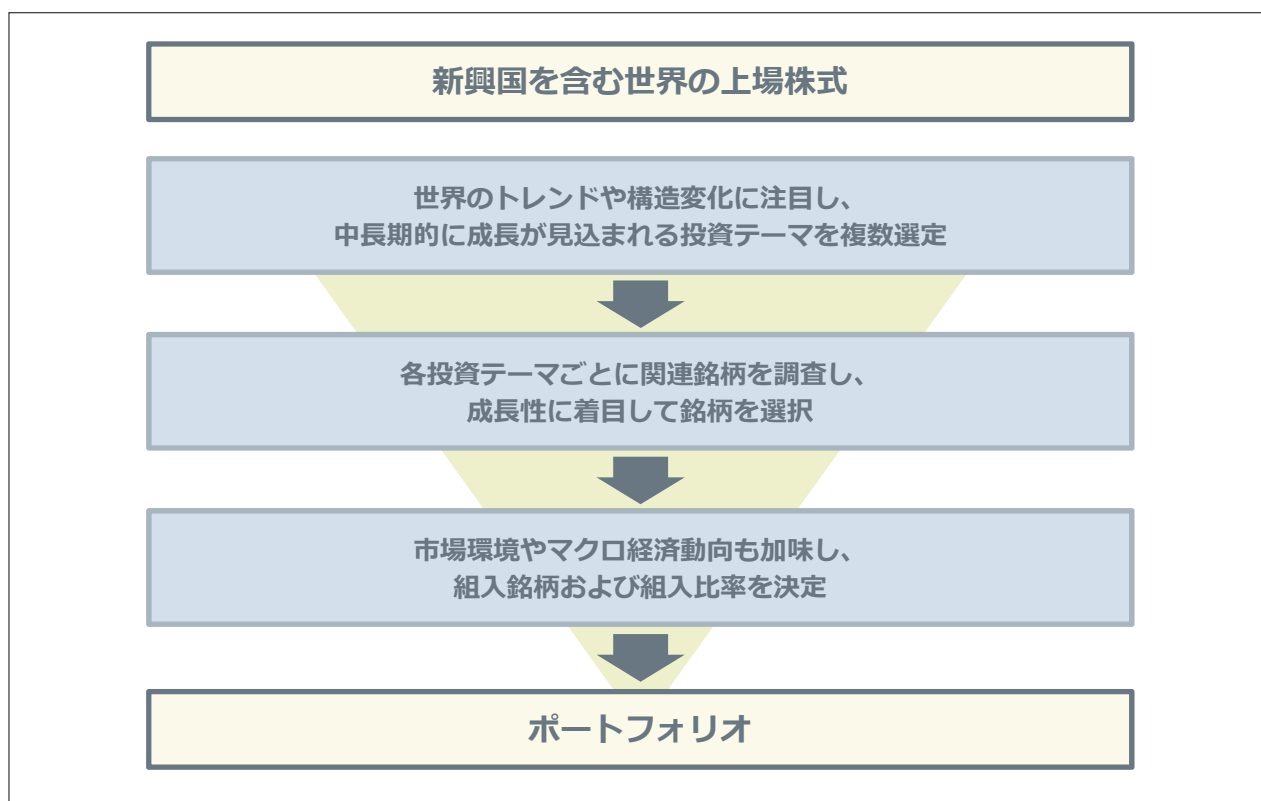 新興国を含む世界の上場株式
世界のトレンドや構造変化に注目し、
中長期的に成長が見込まれる投資テーマを複数選定
各投資テーマごとに関連銘柄を調査し、
成長性に着目して銘柄を選択
市場環境やマクロ経済動向も加味し、
組入銘柄および組入比率を決定
ポートフォリオ